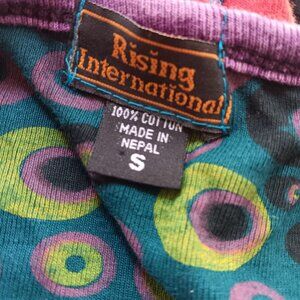 Rising
International
100% COTTON
MADE IN
NEPAL
S